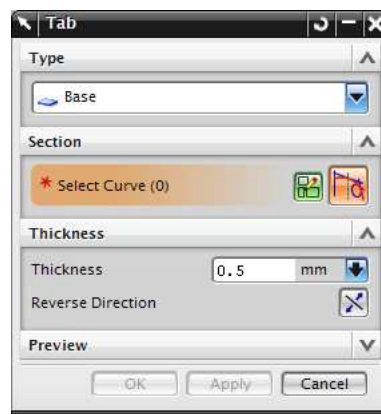 Tab
Type
Base
Section
* Select Curve (0)
Thickness
Thickness 0.5 mm
Reverse Direction
Preview
OK Apply Cancel